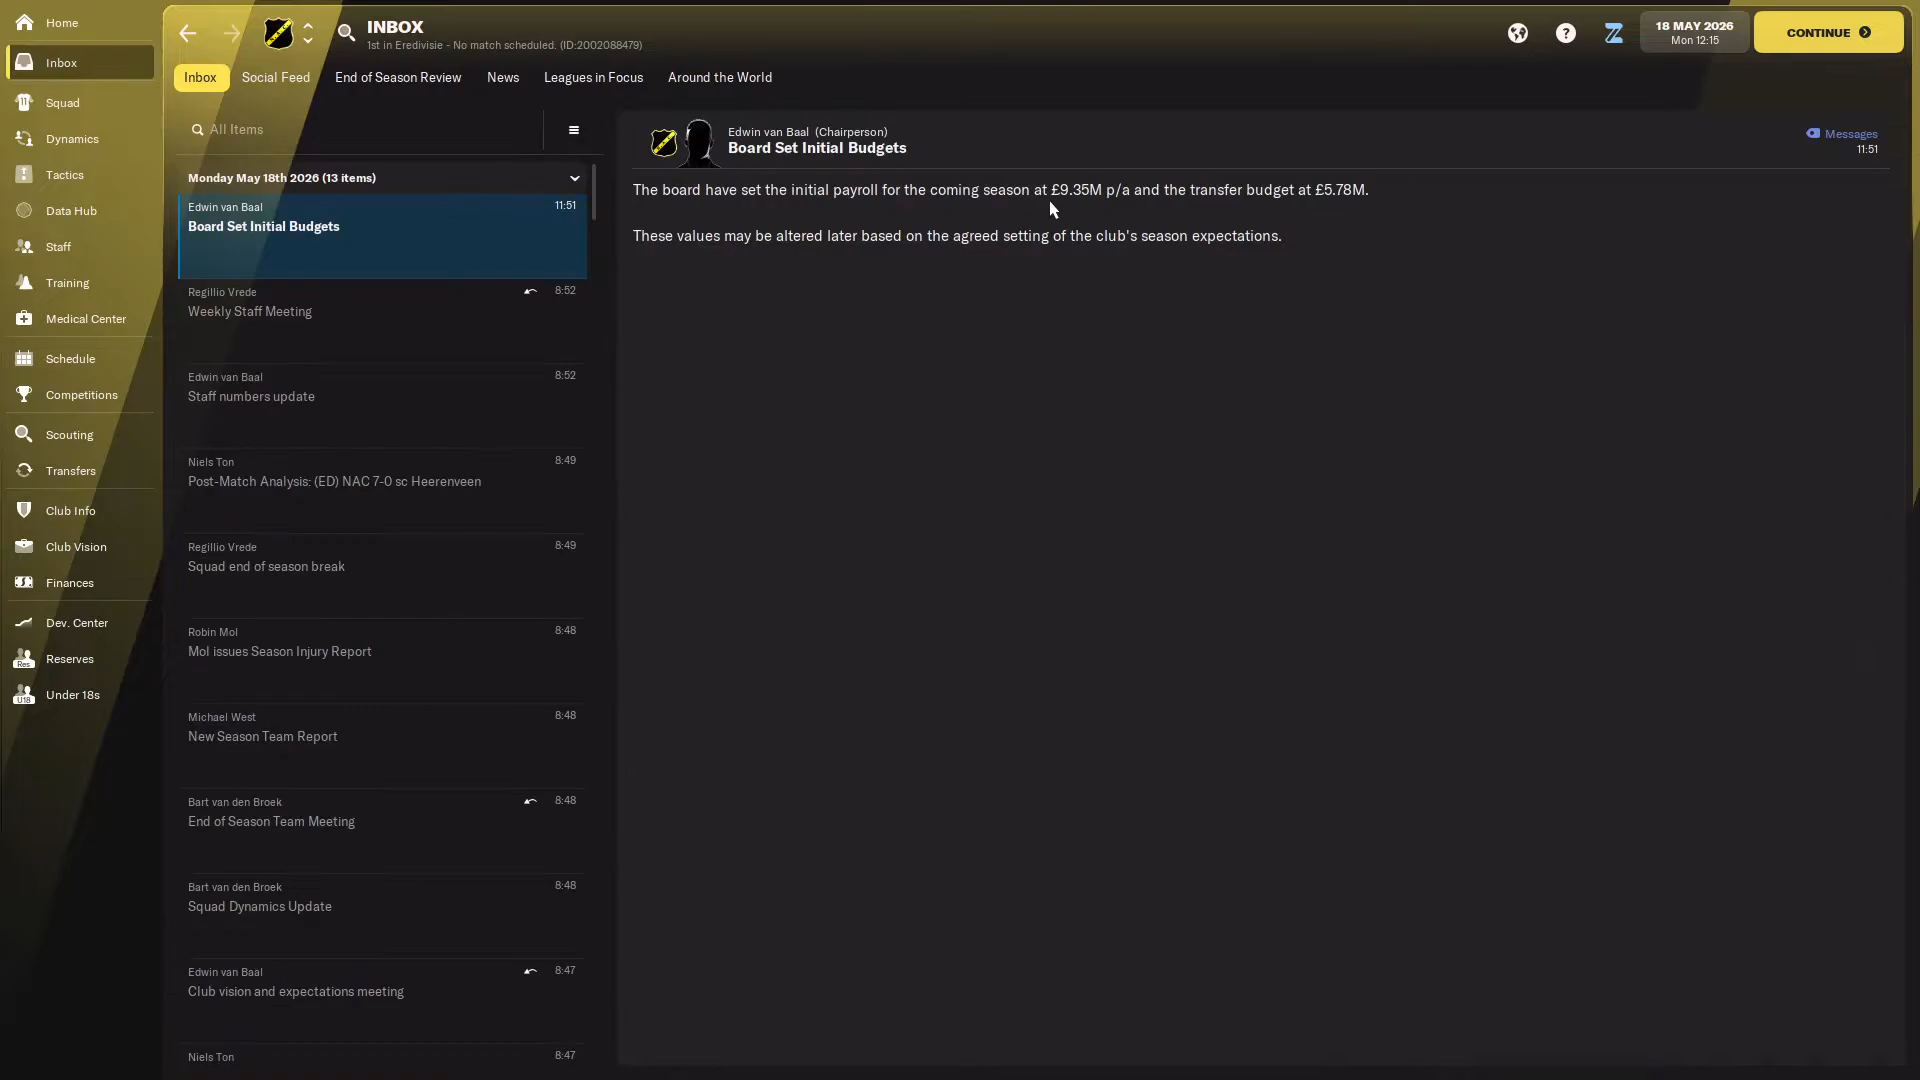 Home
Inbox
Squad
Dynamics
Tactics
Data Hub
Staff
Training
Medical Center
Schedule
Competitions
Scouting
Transfers
Club Info
Club Vision
Finances
Dev. Center
Res
Reserves
U18
Under 18s
INBOX
1st in Eredivisie - No match scheduled. (ID:2002088479)
18 MAY 2026
Mon 12:15
CONTINUE
Inbox Social Feed End of Season Review News Leagues in Focus Around the World
All Items
Monday May 18th 2026 (13 items)
Edwin van Baal 11:51
Board Set Initial Budgets
Regillio Vrede 8:52
Weekly Staff Meeting
Edwin van Baal 8:52
Staff numbers update
Niels Ton 8:49
Post-Match Analysis: (ED) NAC 7-0 sc Heerenveen
Regillio Vrede 8:49
Squad end of season break
Robin Mol 8:48
Mol issues Season Injury Report
Michael West 8:48
New Season Team Report
Bart van den Broek 8:48
End of Season Team Meeting
Bart van den Broek 8:48
Squad Dynamics Update
Edwin van Baal 8:47
Club vision and expectations meeting
Niels Ton 8:47
Edwin van Baal (Chairperson)
Board Set Initial Budgets
Messages
11:51
The board have set the initial payroll for the coming season at £9.35M p/a and the transfer budget at £5.78M.
These values may be altered later based on the agreed setting of the club's season expectations.